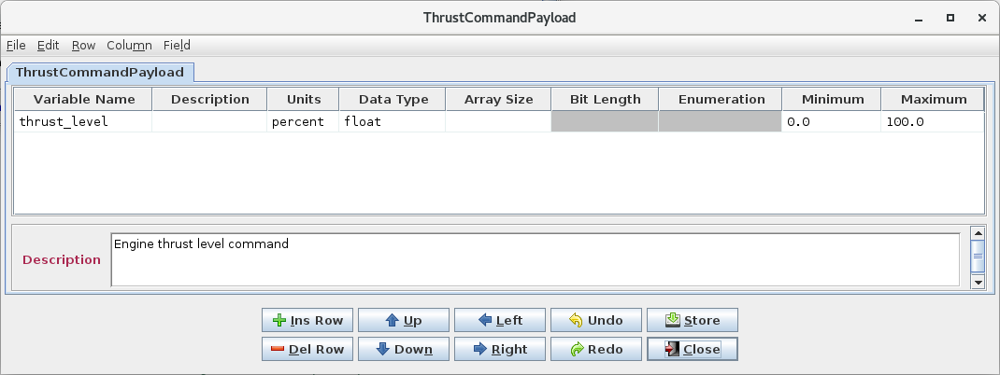 ThrustCommandPayload
File Edit Row Column Field
ThrustCommandPayload
Variable Name Description Units Data Type Array Size Bit Length Enumeration Minimum Maximum
thrust_level percent float 0.0 100.0
Description Engine thrust level command
Ins Row Up Left Undo Store
Del Row Down Right Redo Close